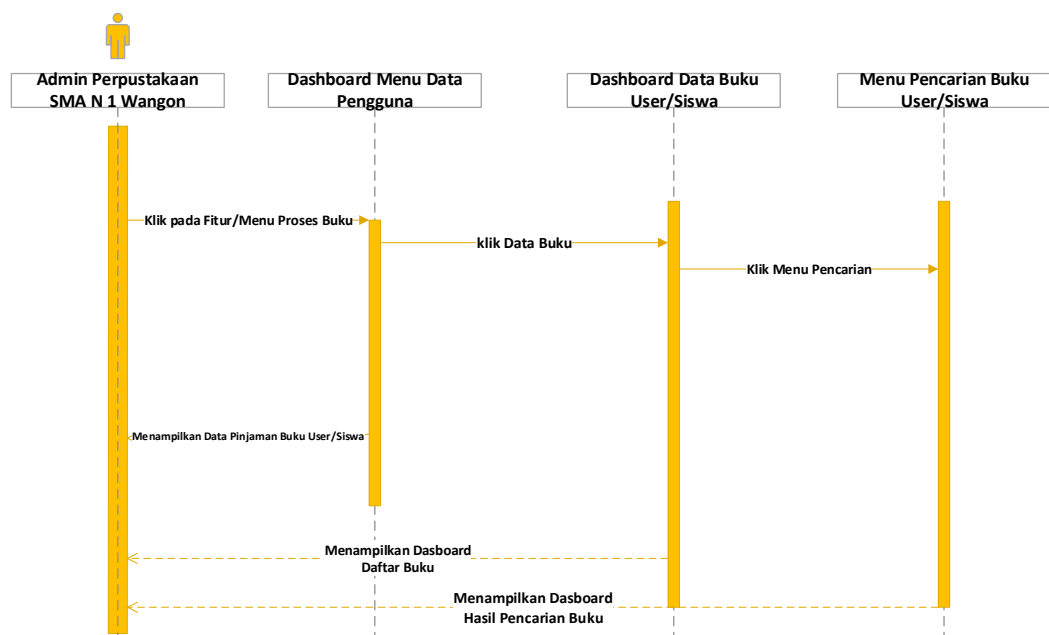 Admin Perpustakaan
SMA N 1 Wangon
Dashboard Menu Data
Pengguna
Dashboard Data Buku
User/Siswa
Menu Pencarian Buku
User/Siswa
Klik pada Fitur/Menu Proses Buku
klik Data Buku
Klik Menu Pencarian
Menampilkan Data Pinjaman Buku User/Siswa
Menampilkan Dasboard
Daftar Buku
Menampilkan Dasboard
Hasil Pencarian Buku